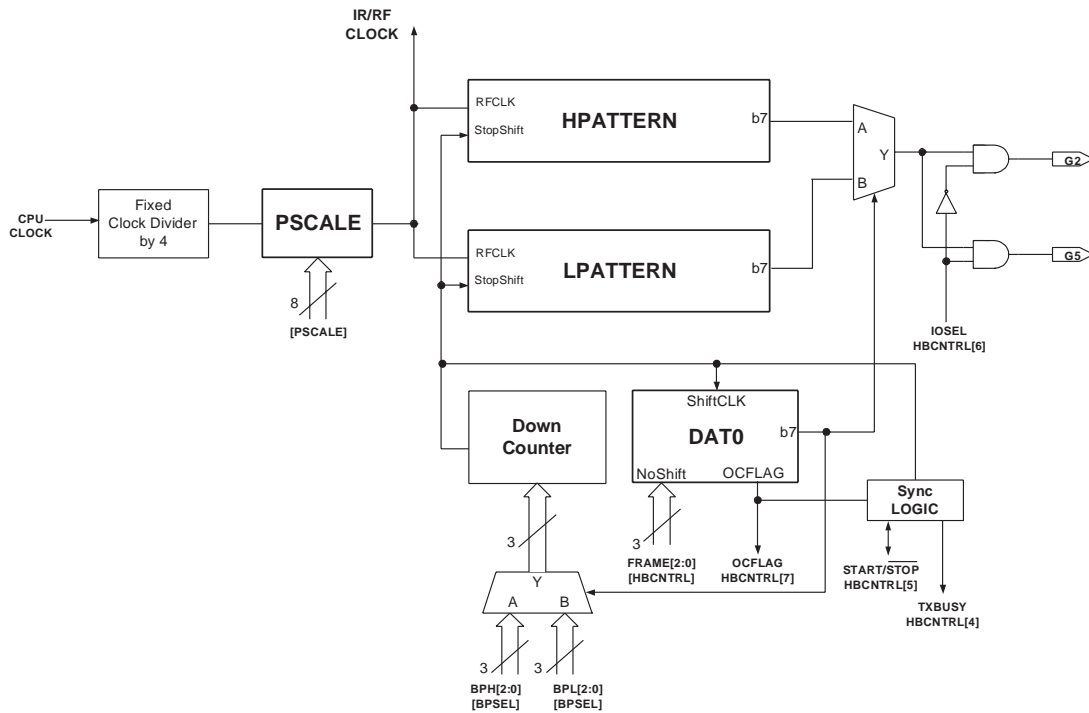 IR/RF
CLOCK
RFCLK
StopShift
HPATTERN
b7
A
Y
B
G2
CPU
CLOCK
Fixed
Clock Divider
by 4
PSCALE
8
[PSCALE]
RFCLK
StopShift
LPATTERN
b7
G5
IOSEL
HBCNTRL[6]
Down
Counter
ShiftCLK
DAT0
b7
NoShift
OCFLAG
Sync
LOGIC
3
3
FRAME[2:0]
[HBCNTRL]
OCFLAG
HBCNTRL[7]
START/STOP
HBCNTRL[5]
TXBUSY
HBCNTRL[4]
Y
A
B
3
3
BPH[2:0]
[BPSEL]
BPL[2:0]
[BPSEL]